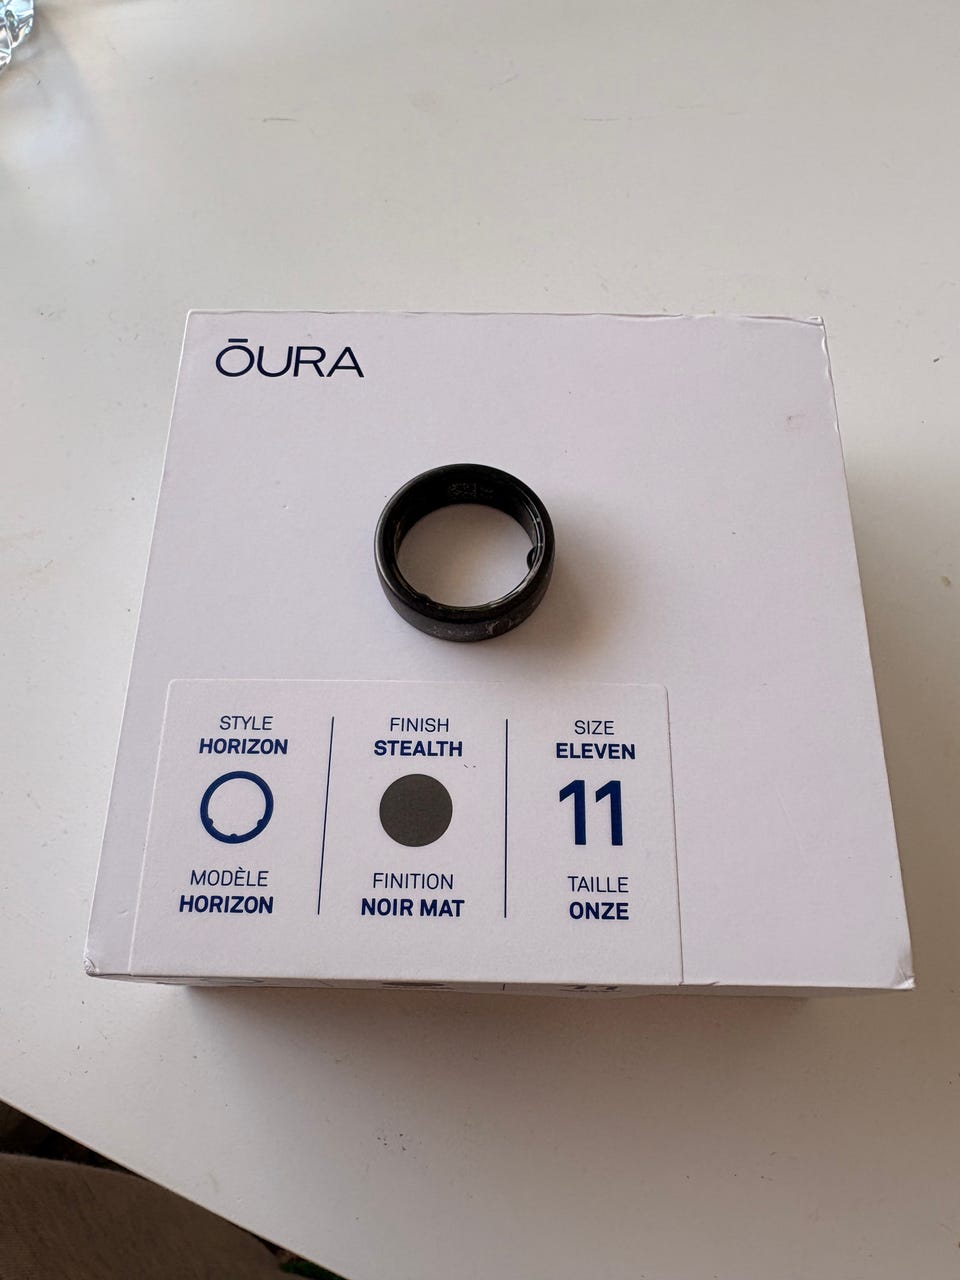 ŌURA
STYLE
HORIZON
MODÈLE
HORIZON
FINISH
STEALTH
FINITION
NOIR MAT
SIZE
ELEVEN
11
TAILLE
ONZE